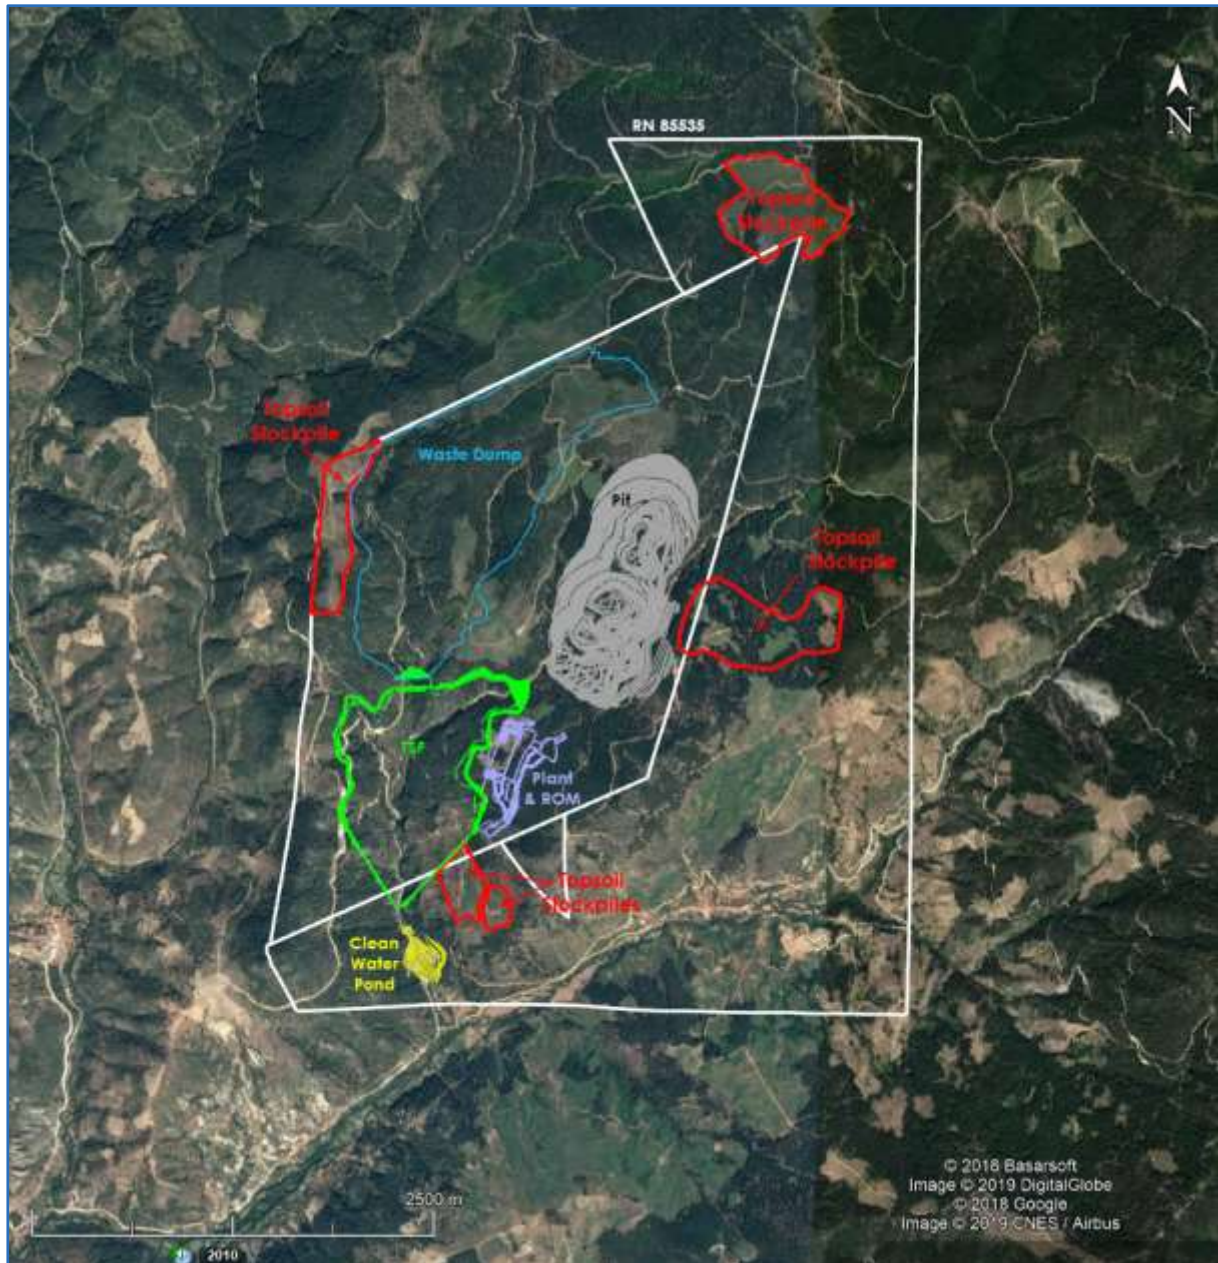 RN 85535
N
Topsoil
Stockpile
Topsoil
Stockpile
Waste Dump
Pit
Topsoil
Stockpile
TSF
Plant
& ROM
Topsoil
Stockpiles
Clean
Water
Pond
2500 m
© 2018 Basarsoft
Image © 2019 DigitalGlobe
© 2018 Google
Image © 2019 CNES / Airbus
2010